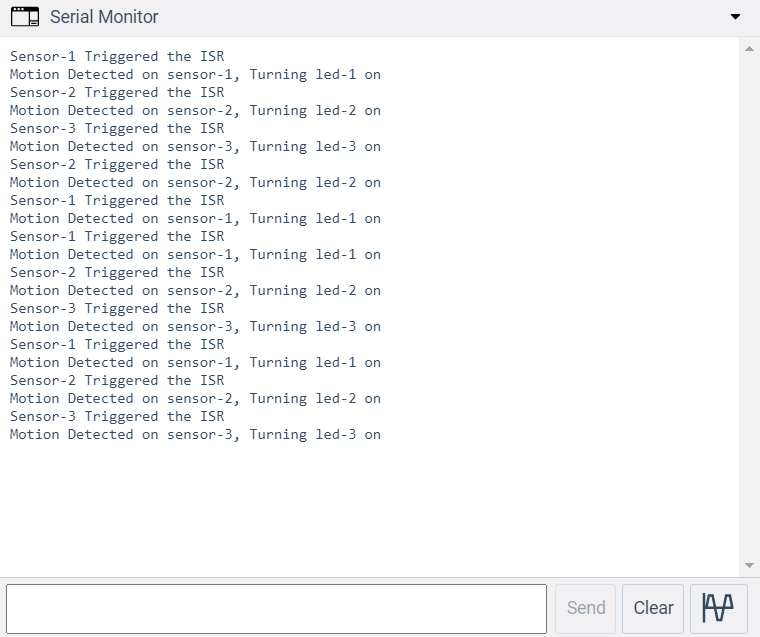 Serial Monitor
Sensor-1 Triggered the ISR
Motion Detected on sensor-1, Turning led-1 on
Sensor-2 Triggered the ISR
Motion Detected on sensor-2, Turning led-2 on
Sensor-3 Triggered the ISR
Motion Detected on sensor-3, Turning led-3 on
Sensor-2 Triggered the ISR
Motion Detected on sensor-2, Turning led-2 on
Sensor-1 Triggered the ISR
Motion Detected on sensor-1, Turning led-1 on
Sensor-1 Triggered the ISR
Motion Detected on sensor-1, Turning led-1 on
Sensor-2 Triggered the ISR
Motion Detected on sensor-2, Turning led-2 on
Sensor-3 Triggered the ISR
Motion Detected on sensor-3, Turning led-3 on
Sensor-1 Triggered the ISR
Motion Detected on sensor-1, Turning led-1 on
Sensor-2 Triggered the ISR
Motion Detected on sensor-2, Turning led-2 on
Sensor-3 Triggered the ISR
Motion Detected on sensor-3, Turning led-3 on
Send Clear